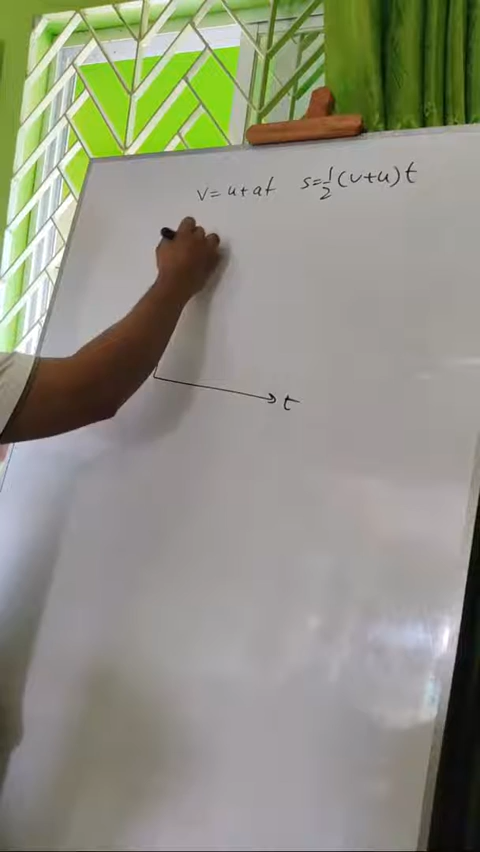 v = u + at s = 1/2 (v + u) t
t